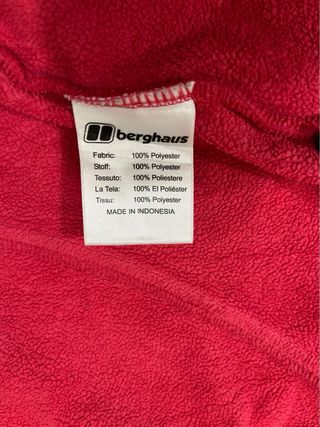 berghaus
Fabric: 100% Polyester
Stoff: 100% Polyester
Tessuto: 100% Poliestere
La Tela: 100% El Poliéster
Tissu: 100% Polyester
MADE IN INDONESIA